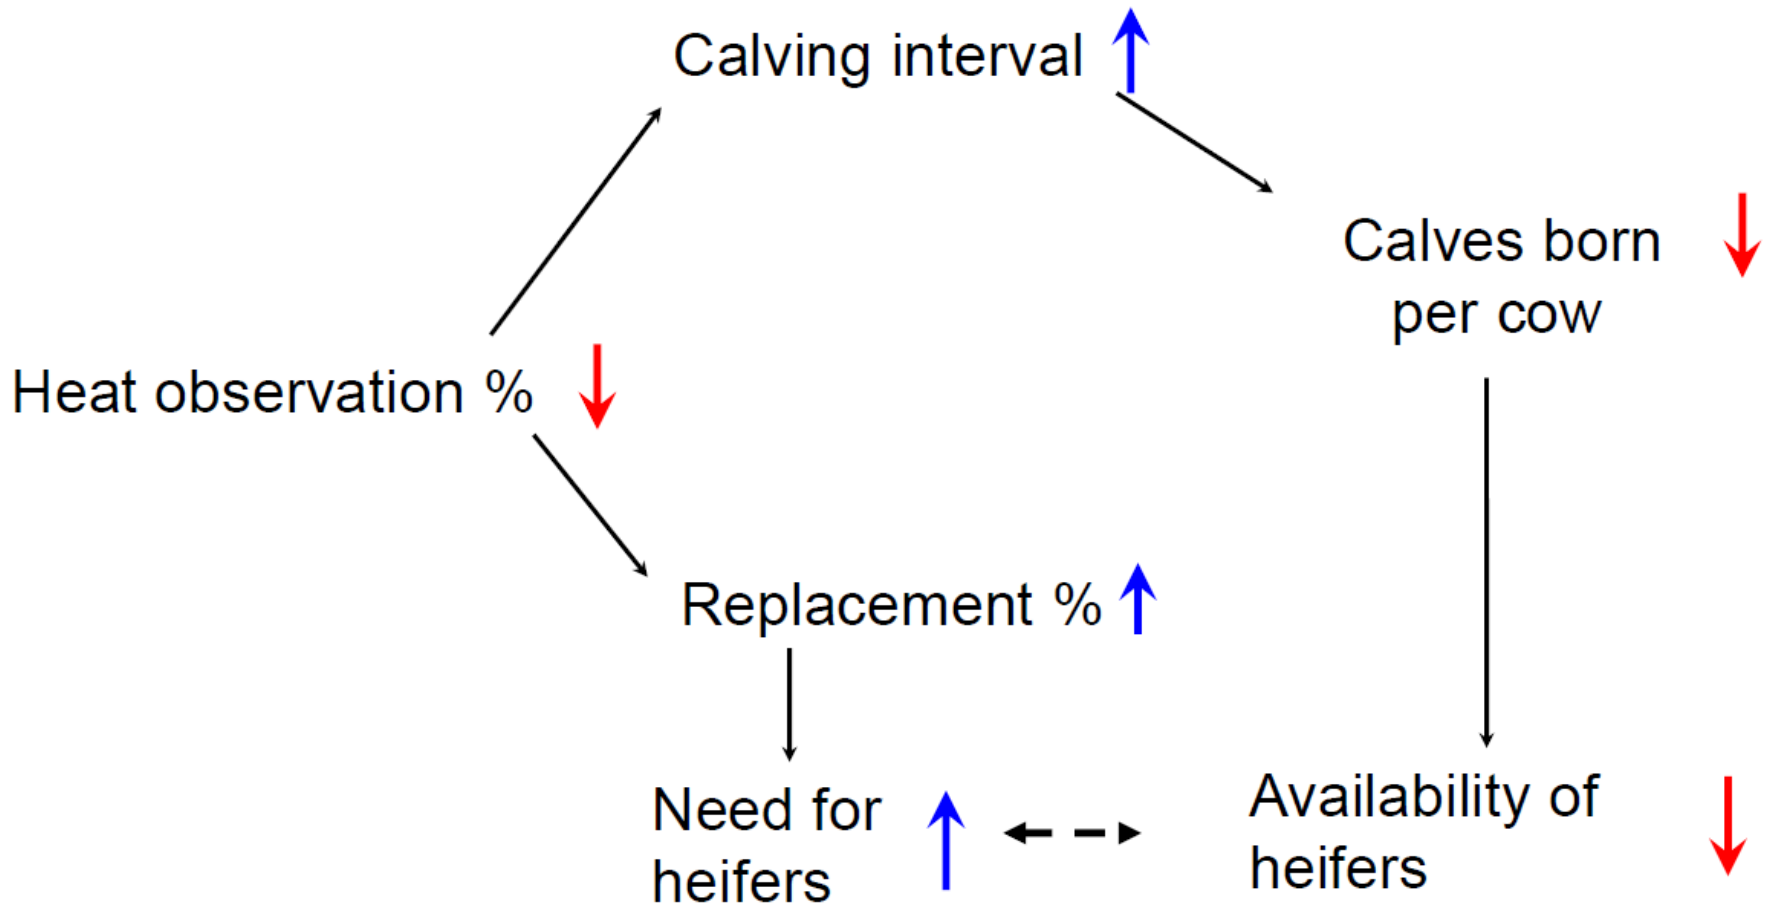 Calving interval
Calves born
per cow
Heat observation %
Replacement %
Need for
heifers
Availability of
heifers